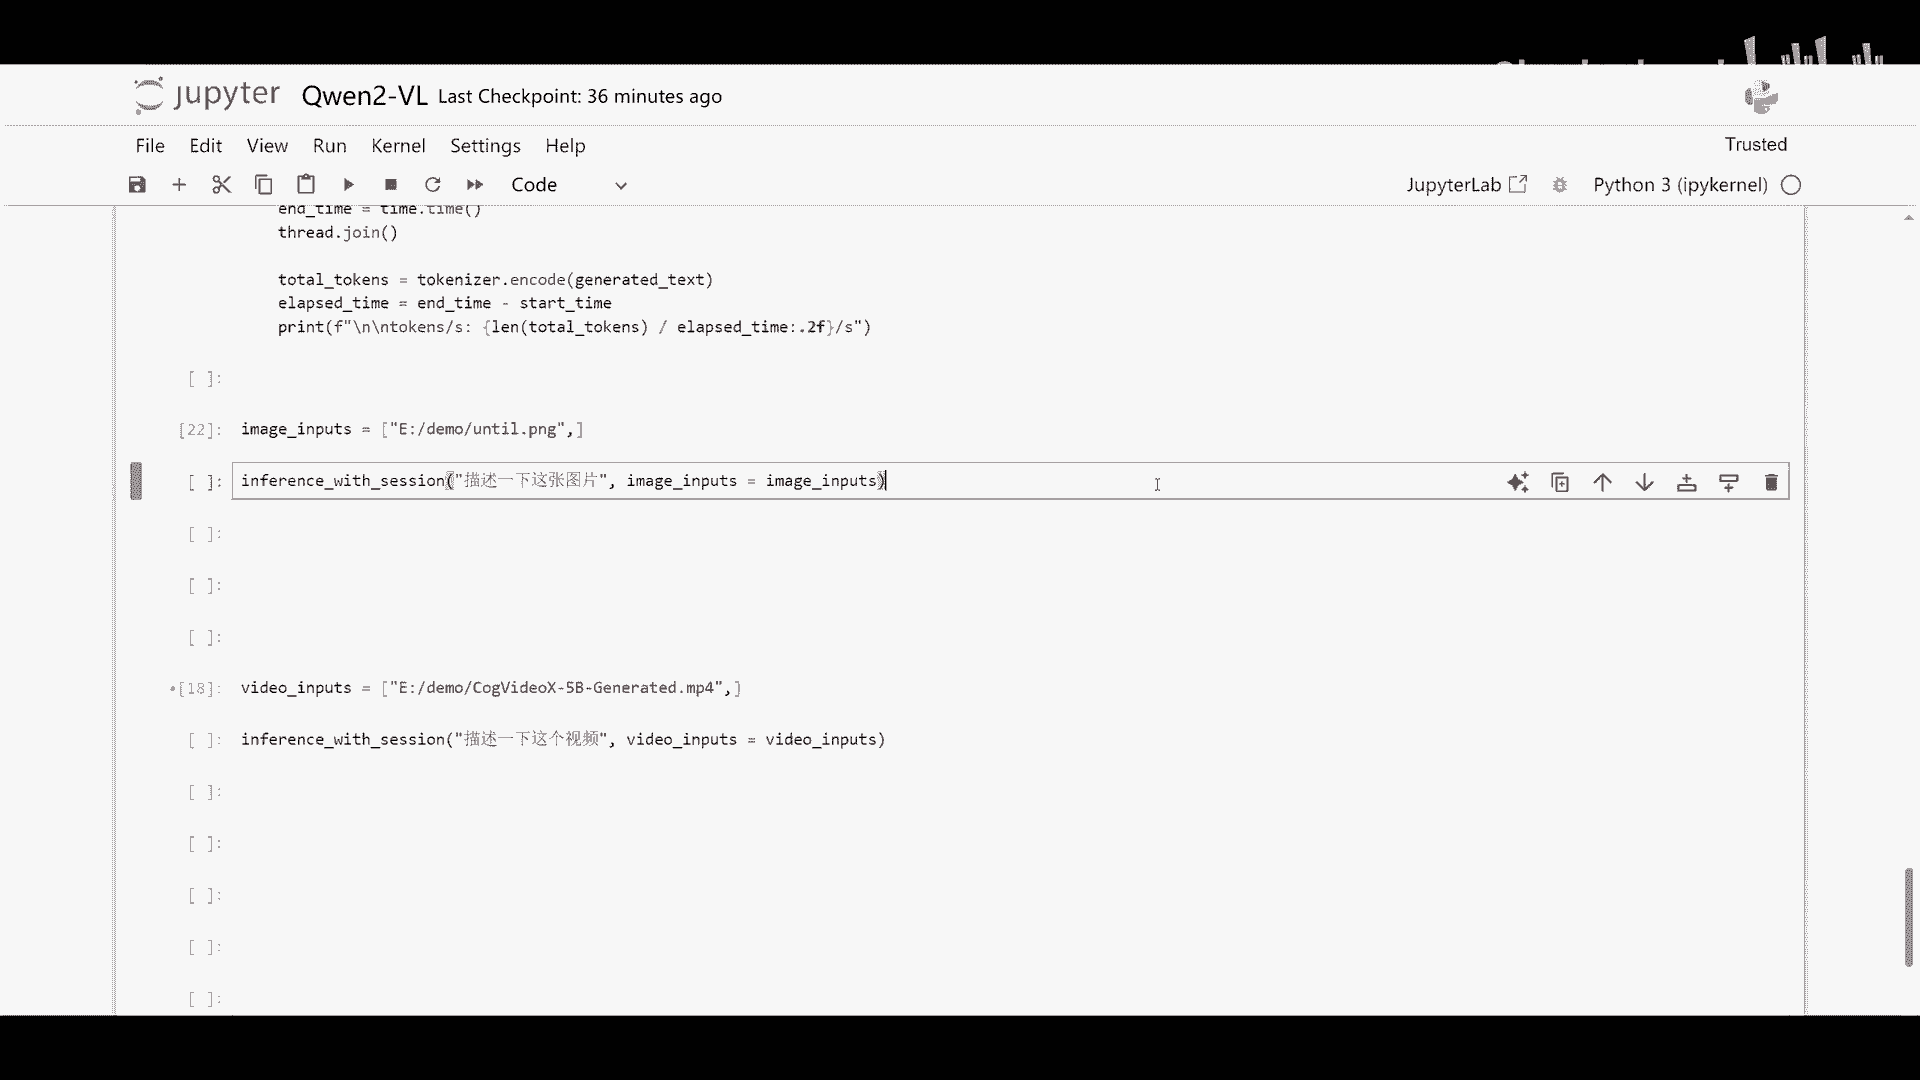 jupyter Qwen2-VL Last Checkpoint: 36 minutes ago
File Edit View Run Kernel Settings Help Trusted
Code JupyterLab Python 3 (ipykernel)
end_time = time.time()
thread.join()
total_tokens = tokenizer.encode(generated_text)
elapsed_time = end_time - start_time
print(f"\n\ntokens/s: {len(total_tokens) / elapsed_time:.2f}/s")
[ ]:
[22]: image_inputs = ["E:/demo/until.png",]
[ ]: inference_with_session("描述一下这张图片", image_inputs = image_inputs)
[ ]:
[ ]:
[ ]:
[18]: video_inputs = ["E:/demo/CogVideoX-5B-Generated.mp4",]
[ ]: inference_with_session("描述一下这个视频", video_inputs = video_inputs)
[ ]:
[ ]:
[ ]:
[ ]:
[ ]: